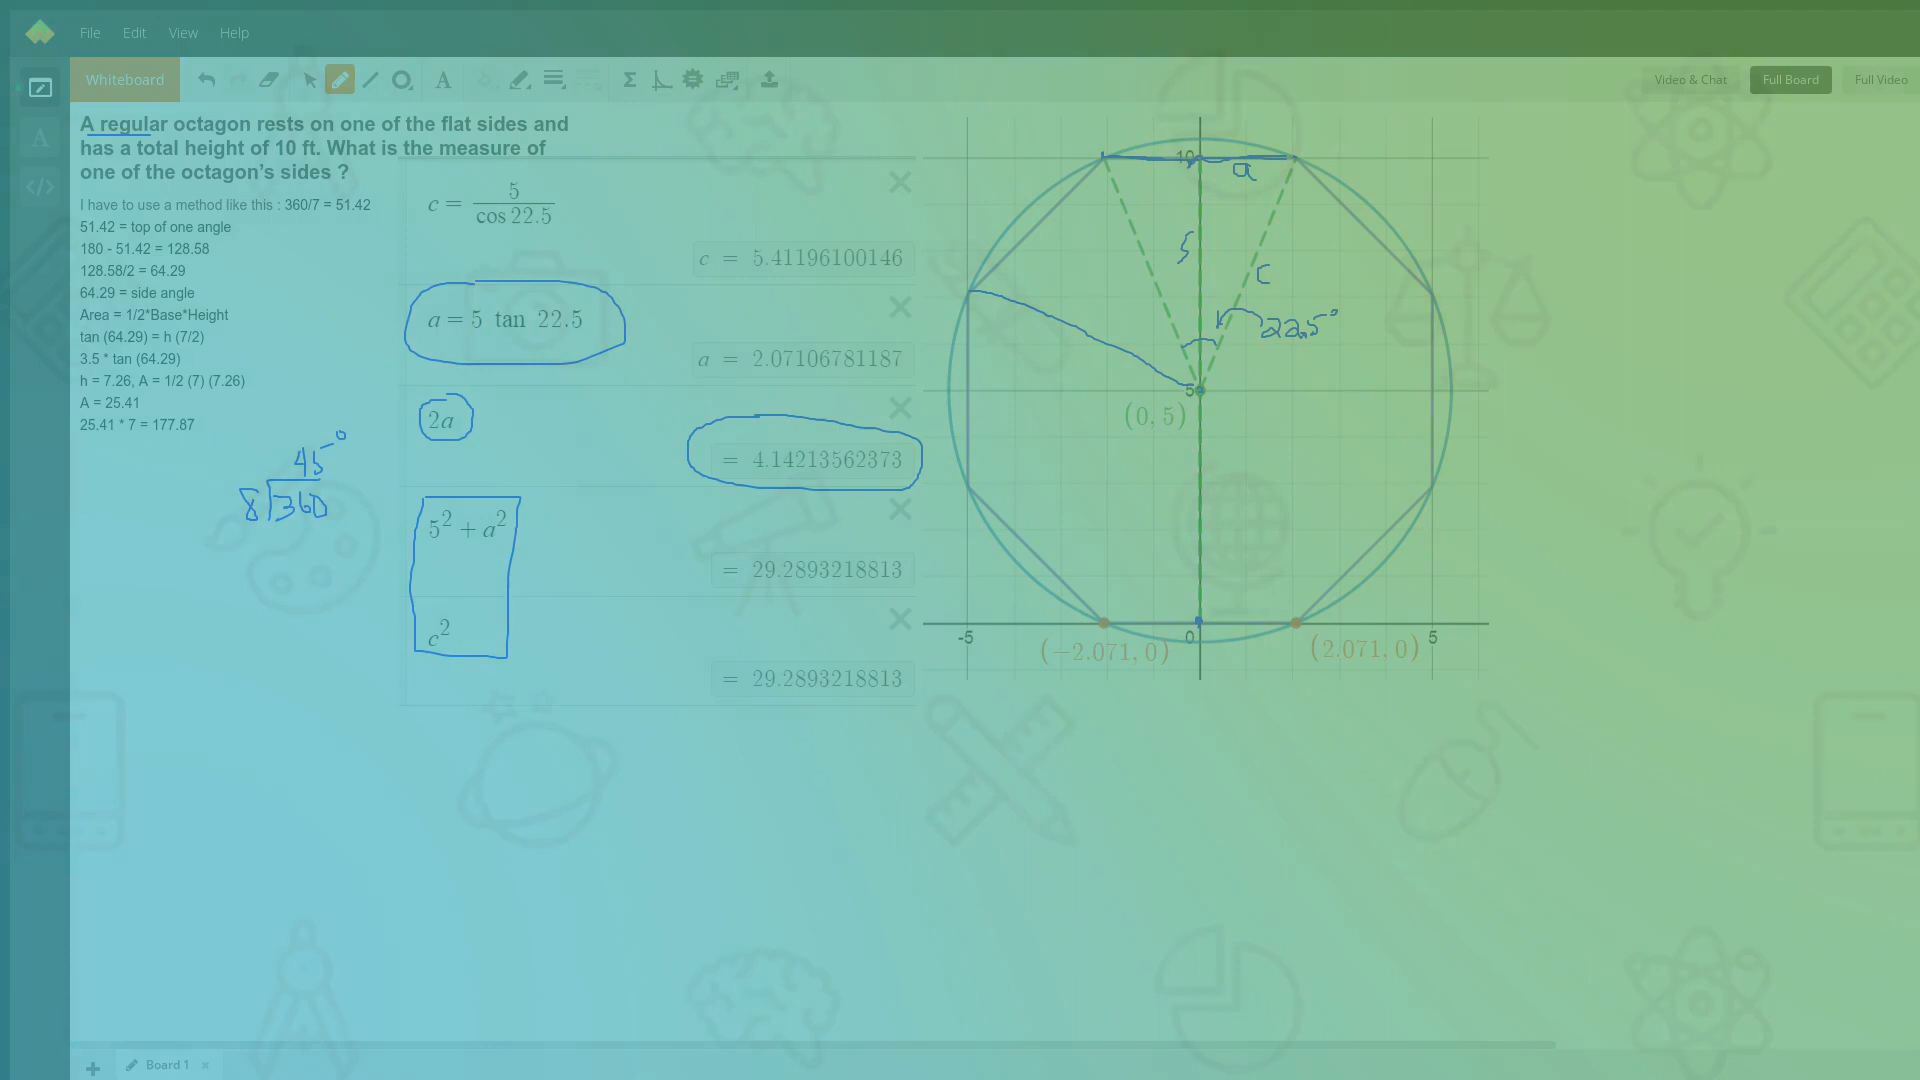 File Edit View Help
Whiteboard
A
Σ
Video & Chat Full Board Full Video
A
</>
A regular octagon rests on one of the flat sides and
has a total height of 10 ft. What is the measure of
one of the octagon's sides ?
I have to use a method like this : 360/7 = 51.42
51.42 = top of one angle
180 - 51.42 = 128.58
128.58/2 = 64.29
64.29 = side angle
Area = 1/2*Base*Height
tan (64.29) = h (7/2)
3.5 * tan (64.29)
h = 7.26, A = 1/2 (7) (7.26)
A = 25.41
25.41 * 7 = 177.87
45°
8 360
c = 5 / cos 22.5
c = 5.41196100146
a = 5 tan 22.5
a = 2.07106781187
2a
= 4.14213562373
5² + a²
= 29.2893218813
c²
= 29.2893218813
10
a
5
c
22.5°
5
(0, 5)
-5 0 5
(−2.071, 0) (2.071, 0)
+ Board 1 ×